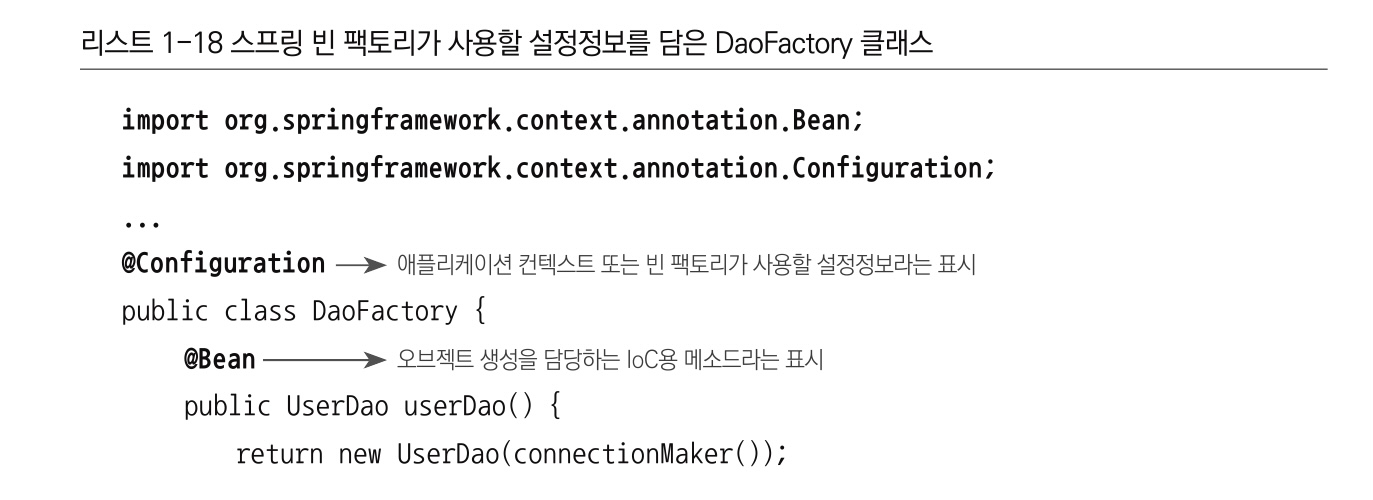 리스트 1-18 스프링 빈 팩토리가 사용할 설정정보를 담은 DaoFactory 클래스
import org.springframework.context.annotation.Bean;
import org.springframework.context.annotation.Configuration;
...
@Configuration 애플리케이션 컨텍스트 또는 빈 팩토리가 사용할 설정정보라는 표시
public class DaoFactory {
@Bean 오브젝트 생성을 담당하는 IoC용 메소드라는 표시
public UserDao userDao() {
return new UserDao(connectionMaker());